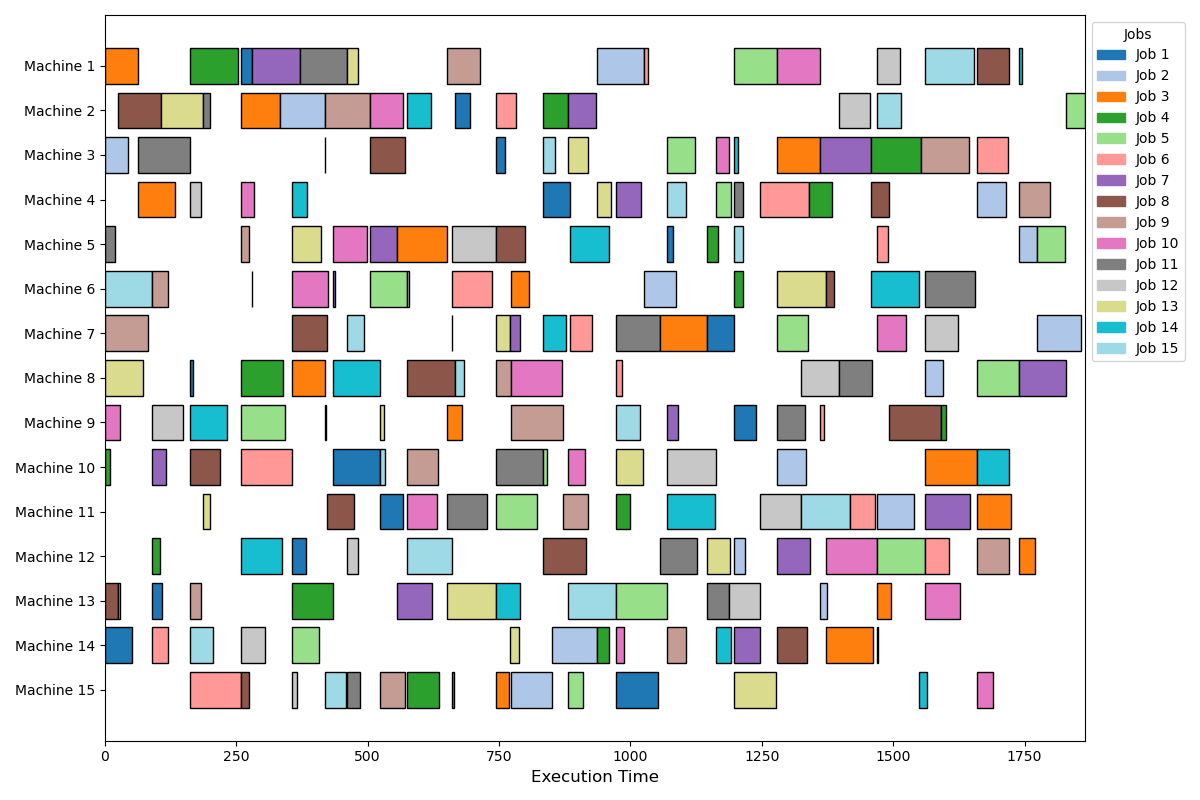 Machine 1
Machine 2
Machine 3
Machine 4
Machine 5
Machine 6
Machine 7
Machine 8
Machine 9
Machine 10
Machine 11
Machine 12
Machine 13
Machine 14
Machine 15
0 250 500 750 1000 1250 1500 1750
Execution Time
Jobs
Job 1
Job 2
Job 3
Job 4
Job 5
Job 6
Job 7
Job 8
Job 9
Job 10
Job 11
Job 12
Job 13
Job 14
Job 15